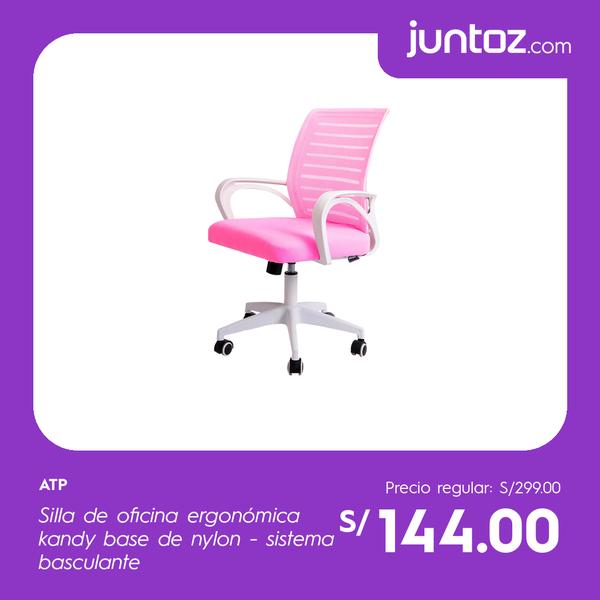 juntoz.com
ATP
Silla de oficina ergonómica
kandy base de nylon - sistema
basculante
Precio regular: S/299.00
S/144.00